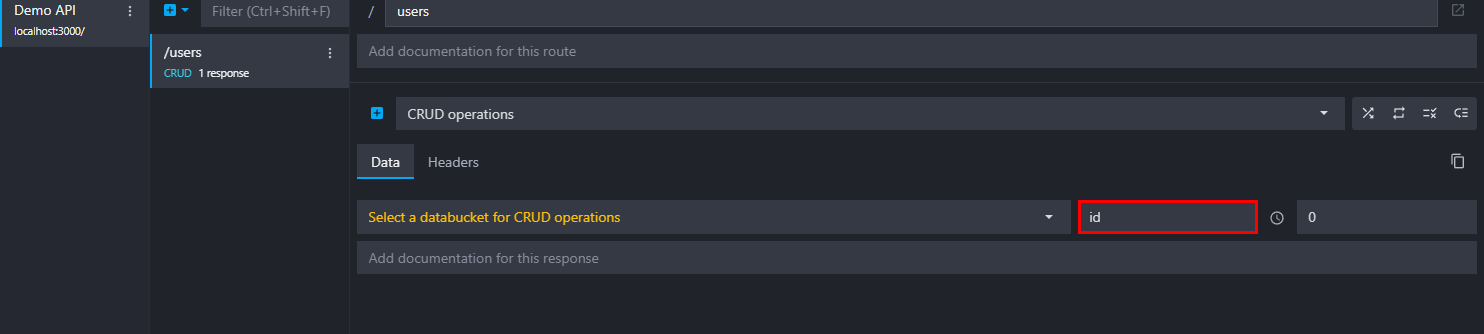 Demo API
localhost:3000/
Filter (Ctrl+Shift+F)
/users
CRUD 1 response
/ users
Add documentation for this route
CRUD operations
Data Headers
Select a databucket for CRUD operations id 0
Add documentation for this response